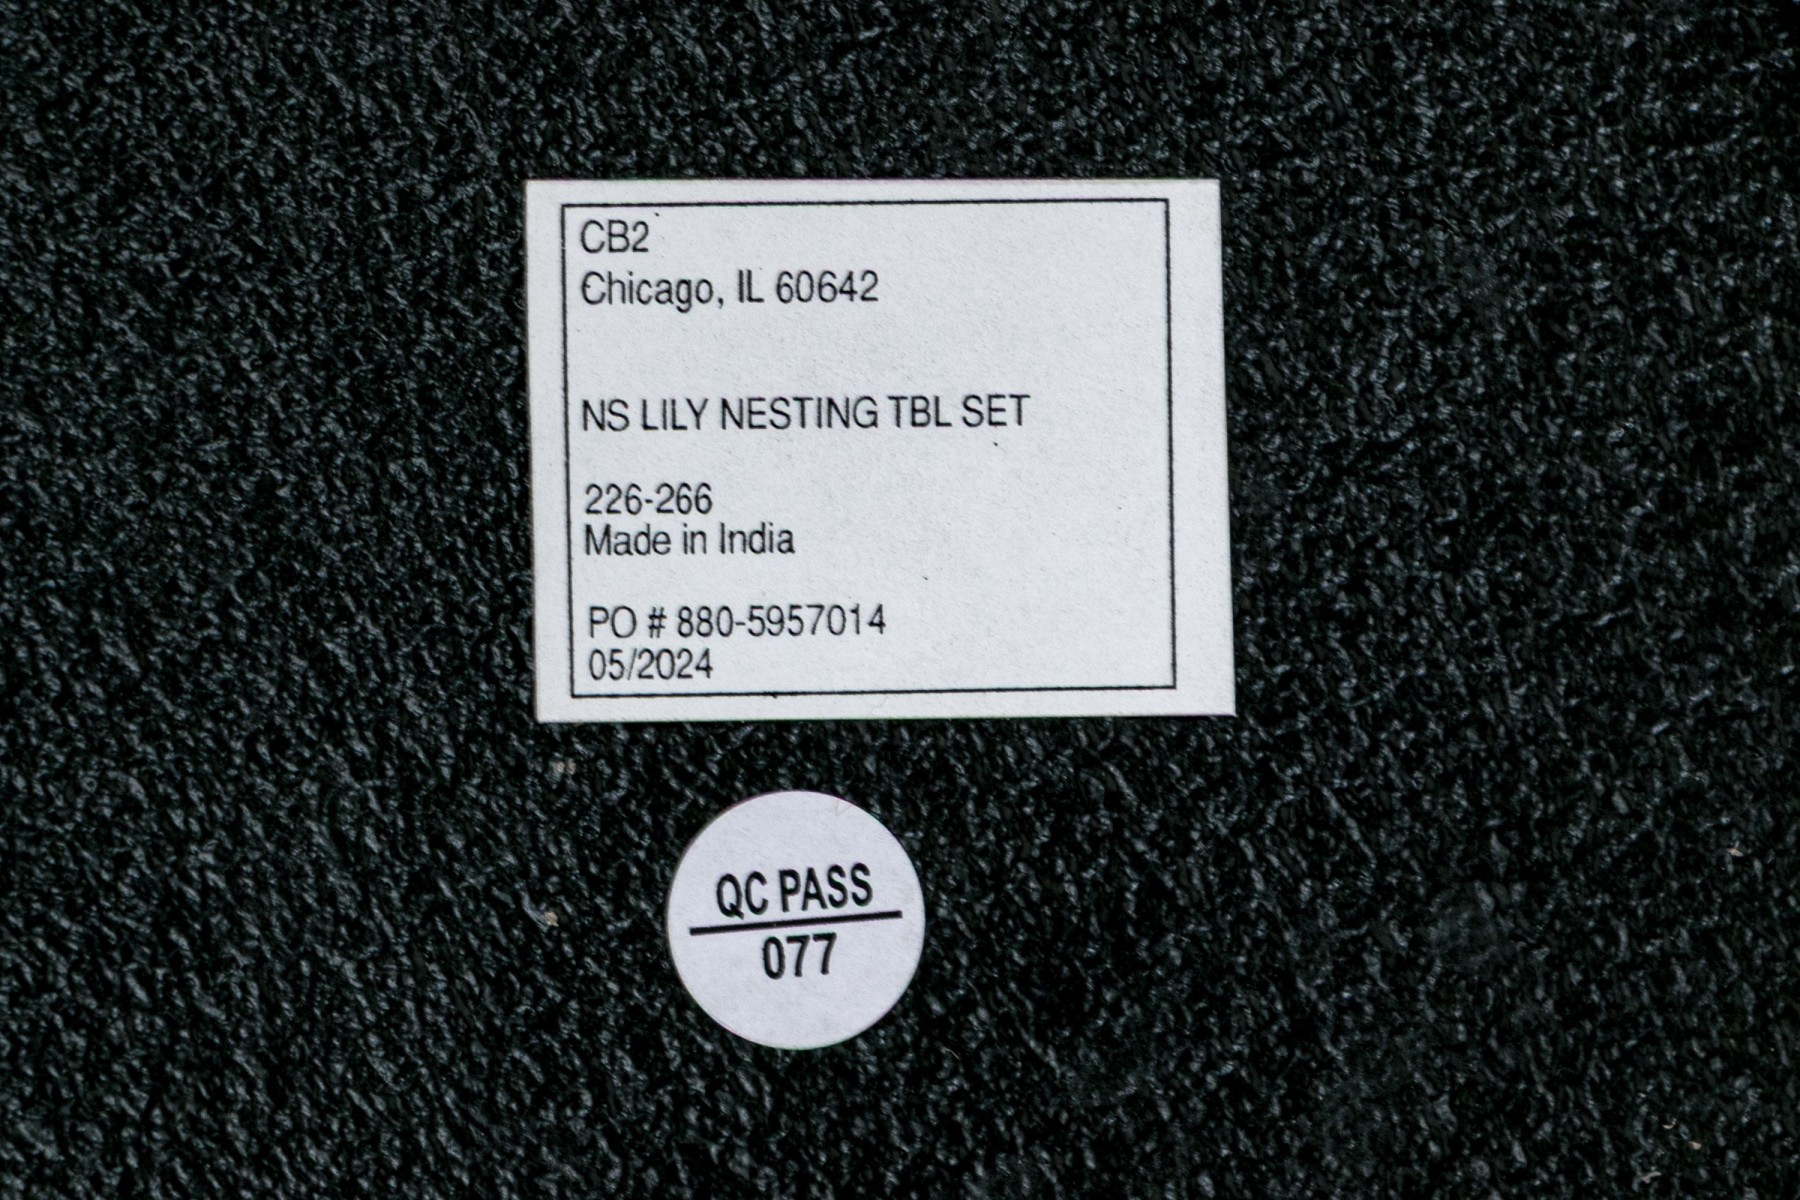 CB2
Chicago, IL 60642
NS LILY NESTING TBL SET
226-266
Made in India
PO # 880-5957014
05/2024
QC PASS
077